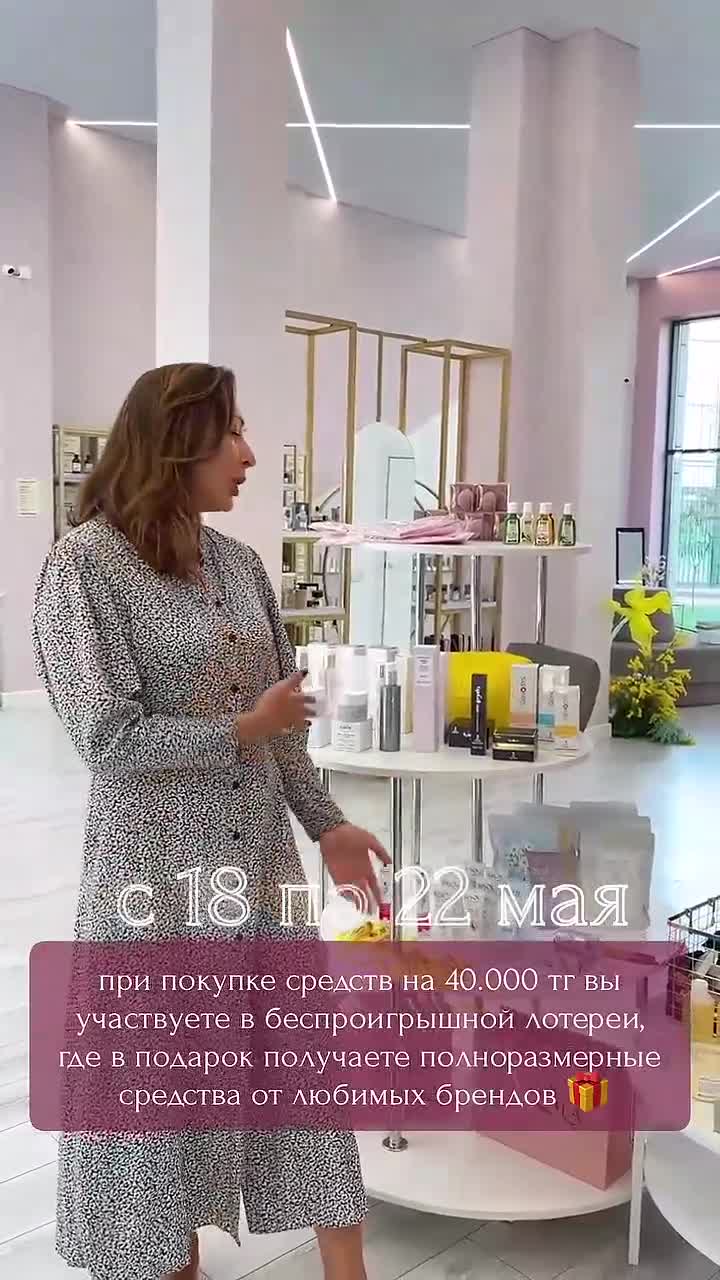 с 18 по 22 мая
при покупке средств на 40.000 тг вы
участвуете в беспроигрышной лотереи,
где в подарок получаете полноразмерные
средства от любимых брендов